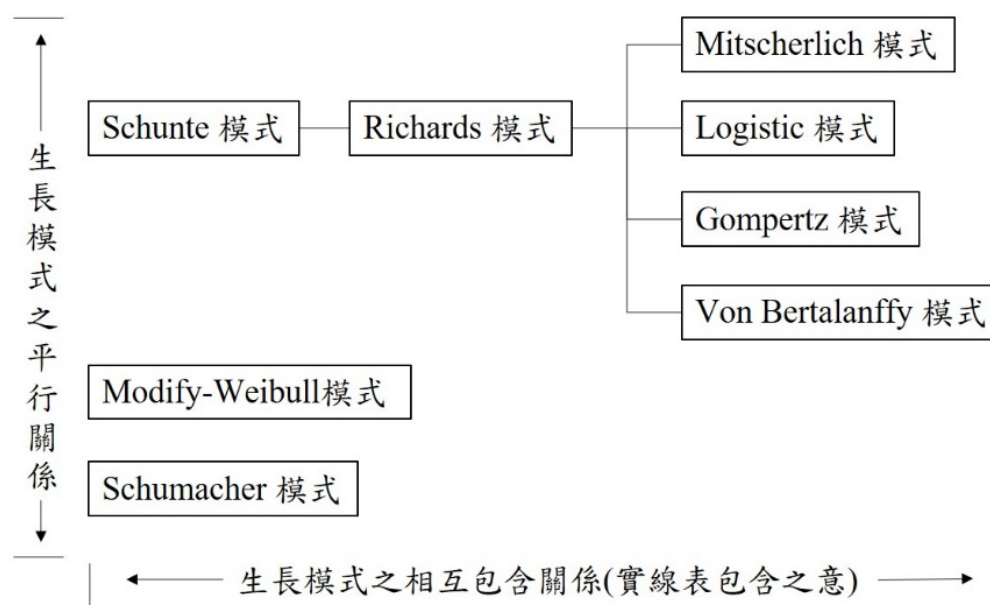 Mitscherlich 模式
Schunte 模式
Richards 模式
Logistic 模式
Gompertz 模式
Von Bertalanffy 模式
Modify-Weibull模式
Schumacher 模式
生長模式之平行關係
生長模式之相互包含關係(實線表包含之意)